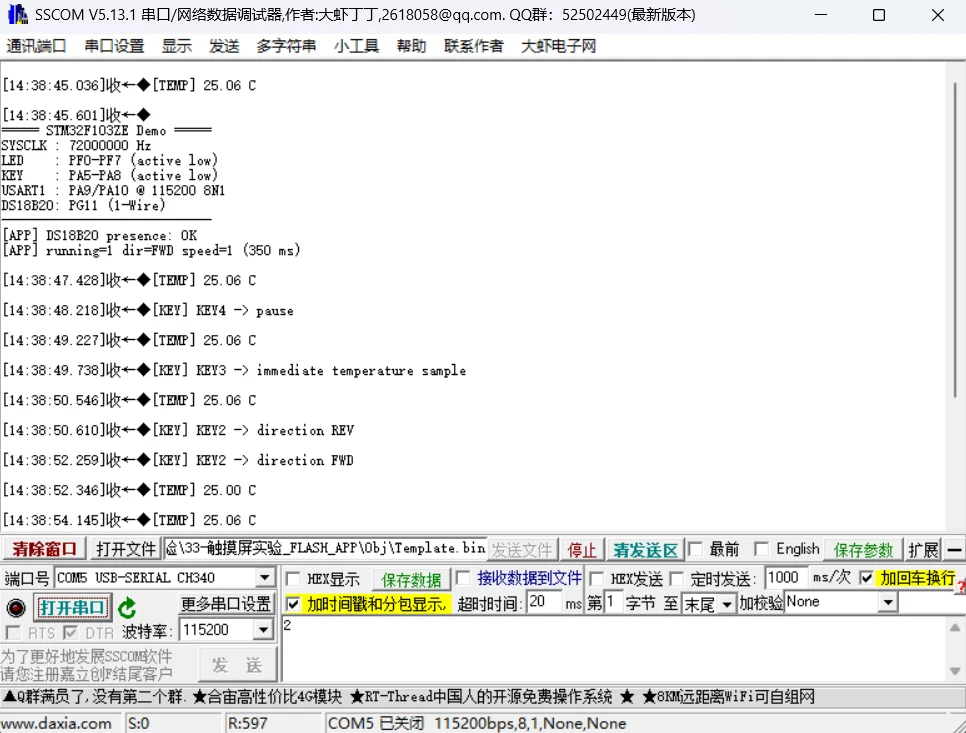 SSCOM V5.13.1 串口/网络数据调试器,作者:大虾丁丁,2618058@qq.com. QQ群: 52502449(最新版本)
通讯端口 串口设置 显示 发送 多字符串 小工具 帮助 联系作者 大虾电子网
[14:38:45.036]收←◆[TEMP] 25.06 C
[14:38:45.601]收←◆
===== STM32F103ZE Demo =====
SYSCLK : 72000000 Hz
LED : PF0-PF7 (active low)
KEY : PA5-PA8 (active low)
USART1 : PA9/PA10 @ 115200 8N1
DS18B20: PG11 (1-Wire)
[APP] DS18B20 presence: OK
[APP] running=1 dir=FWD speed=1 (350 ms)
[14:38:47.428]收←◆[TEMP] 25.06 C
[14:38:48.218]收←◆[KEY] KEY4 -> pause
[14:38:49.227]收←◆[TEMP] 25.06 C
[14:38:49.738]收←◆[KEY] KEY3 -> immediate temperature sample
[14:38:50.546]收←◆[TEMP] 25.06 C
[14:38:50.610]收←◆[KEY] KEY2 -> direction REV
[14:38:52.259]收←◆[KEY] KEY2 -> direction FWD
[14:38:52.346]收←◆[TEMP] 25.00 C
[14:38:54.145]收←◆[TEMP] 25.06 C
清除窗口 打开文件 \33-触摸屏实验_FLASH_APP\Obj\Template.bin 发送文件 停止 清发送区 最前 English 保存参数 扩展 —
端口号 COM5 USB-SERIAL CH340 HEX显示 保存数据 接收数据到文件 HEX发送 定时发送: 1000 ms/次 加回车换行
打开串口 更多串口设置 加时间戳和分包显示, 超时时间: 20 ms 第 1 字节 至 末尾 加校验 None
RTS DTR 波特率: 115200 2
为了更好地发展SSCOM软件
请您注册嘉立创F结尾客户
发 送
▲Q群满员了,没有第二个群. ★合宙高性价比4G模块 ★RT-Thread中国人的开源免费操作系统 ★ ★8KM远距离WiFi可自组网
www.daxia.com S:0 R:597 COM5 已关闭 115200bps,8,1,None,None